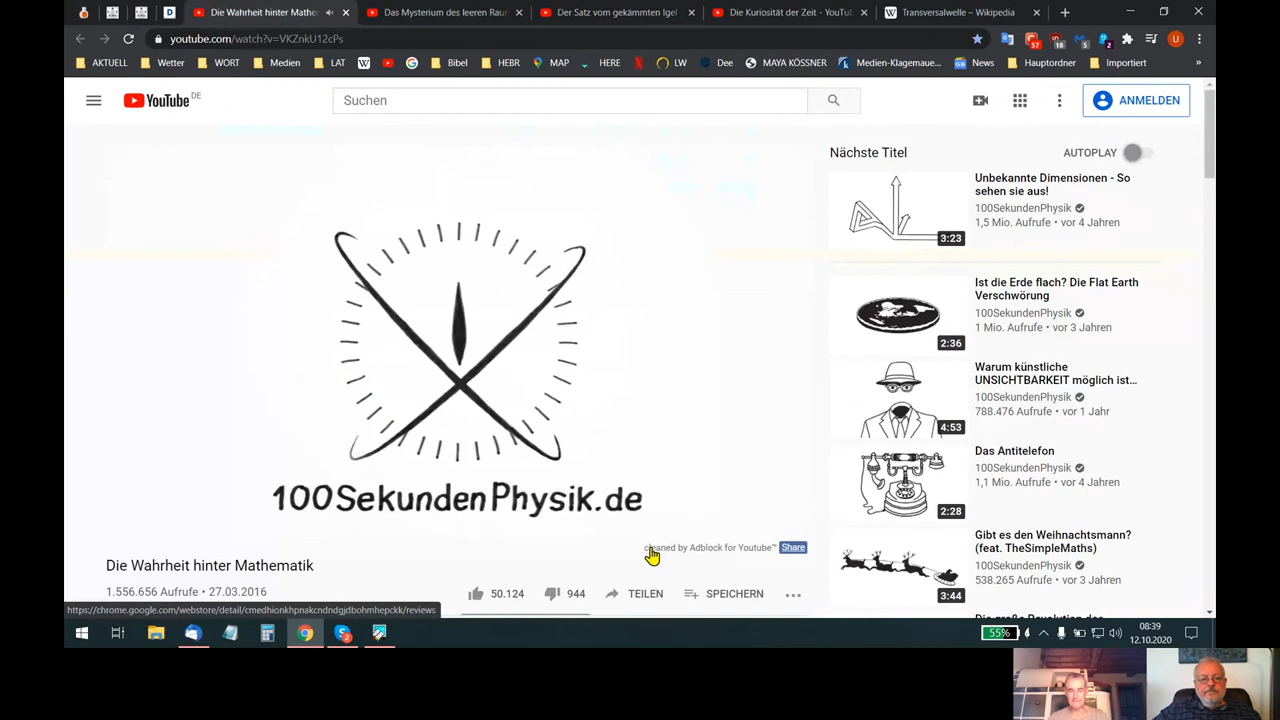 Die Wahrheit hinter Mathem
Das Mysterium des leeren Raum
Der Satz vom gekämmten Igel
Die Kuriosität der Zeit - YouTu
Transversalwelle – Wikipedia
youtube.com/watch?v=VKZnkU12cPs
57
18
5
2
U
AKTUELL
Wetter
WORT
Medien
LAT
Bibel
HEBR
MAP
HERE
LW
Dee
MAYA KÖSSNER
Medien-Klagemaue...
News
Hauptordner
Importiert
YouTube DE
Suchen
ANMELDEN
100SekundenPhysik.de
cleaned by Adblock for Youtube™ Share
Die Wahrheit hinter Mathematik
1.556.656 Aufrufe • 27.03.2016
50.124
944
TEILEN
SPEICHERN
Nächste Titel
AUTOPLAY
Unbekannte Dimensionen - So
sehen sie aus!
100SekundenPhysik
1,5 Mio. Aufrufe • vor 4 Jahren
3:23
Ist die Erde flach? Die Flat Earth
Verschwörung
100SekundenPhysik
1 Mio. Aufrufe • vor 3 Jahren
2:36
Warum künstliche
UNSICHTBARKEIT möglich ist...
100SekundenPhysik
788.476 Aufrufe • vor 1 Jahr
4:53
Das Antitelefon
100SekundenPhysik
1,1 Mio. Aufrufe • vor 4 Jahren
2:28
Gibt es den Weihnachtsmann?
(feat. TheSimpleMaths)
100SekundenPhysik
538.265 Aufrufe • vor 3 Jahren
3:44
https://chrome.google.com/webstore/detail/cmedhionkhpnakcndndgjdbohmhepckk/reviews
55%
08:39
12.10.2020